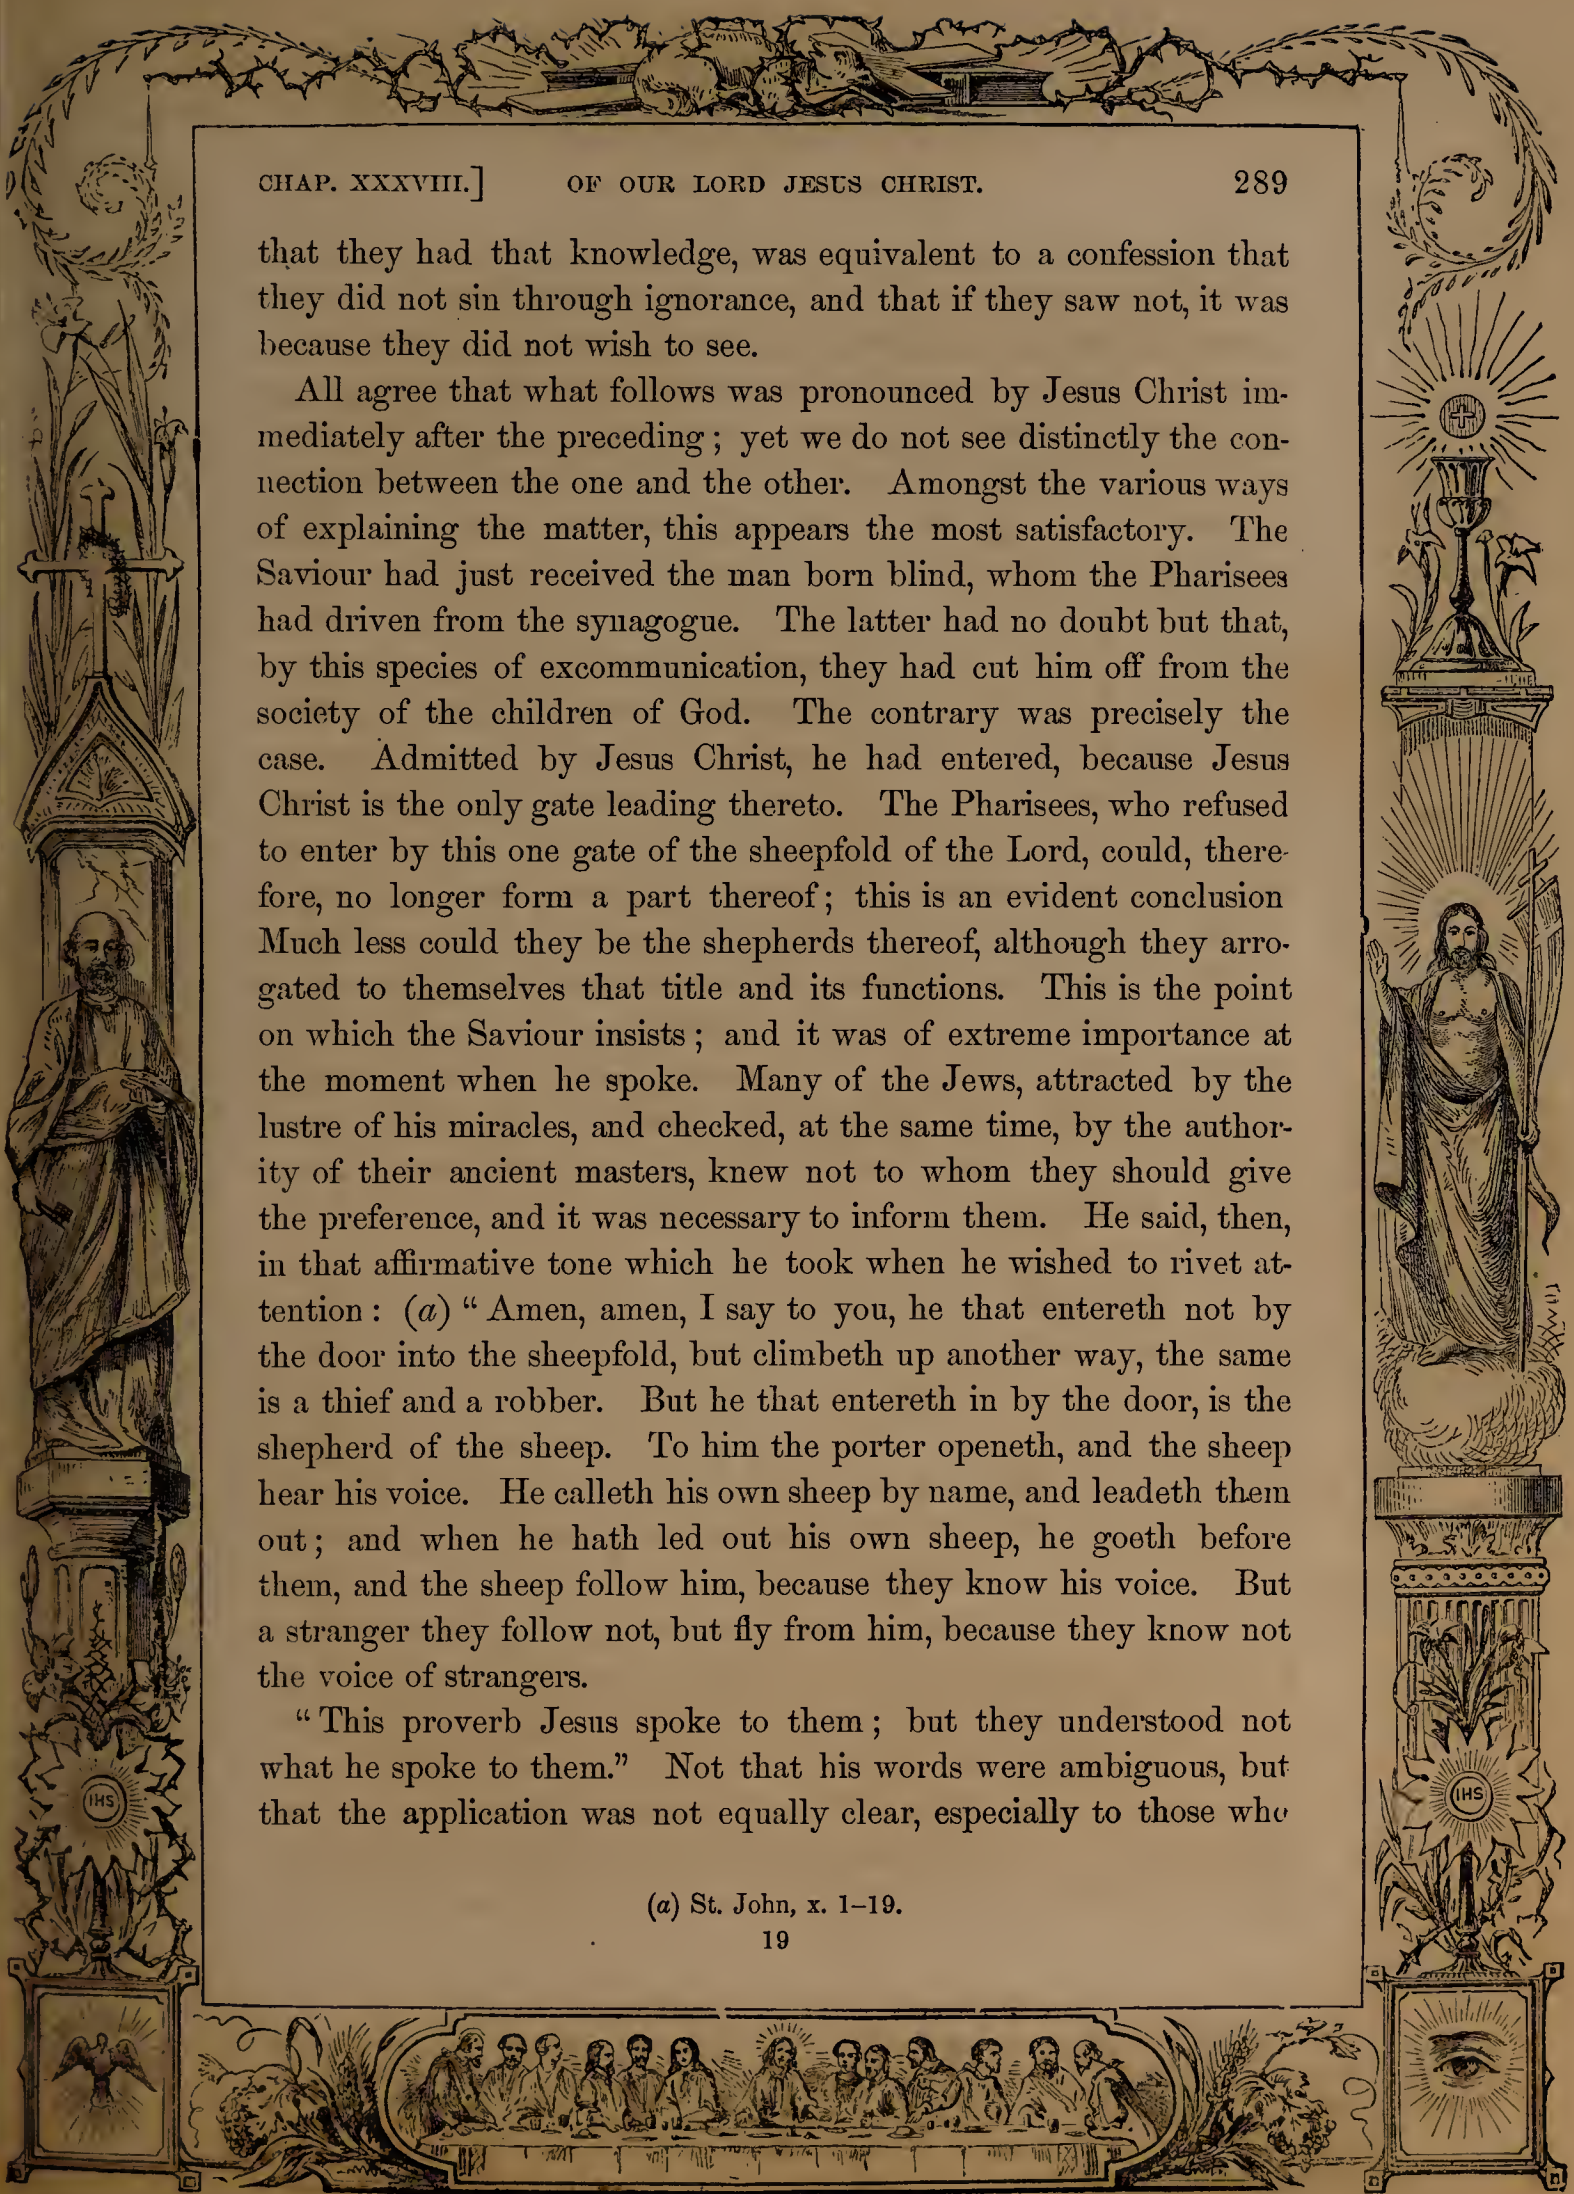 CHAP. XXXVIII.] OF OUR LORD JESUS CHRIST. 289
that they had that knowledge, was equivalent to a confession that
they did not sin through ignorance, and that if they saw not, it was
because they did not wish to see.
All agree that what follows was pronounced by Jesus Christ im-
mediately after the preceding; yet we do not see distinctly the con-
nection between the one and the other. Amongst the various ways
of explaining the matter, this appears the most satisfactory. The
Saviour had just received the man born blind, whom the Pharisees
had driven from the synagogue. The latter had no doubt but that,
by this species of excommunication, they had cut him off from the
society of the children of God. The contrary was precisely the
case. Admitted by Jesus Christ, he had entered, because Jesus
Christ is the only gate leading thereto. The Pharisees, who refused
to enter by this one gate of the sheepfold of the Lord, could, there-
fore, no longer form a part thereof; this is an evident conclusion
Much less could they be the shepherds thereof, although they arro-
gated to themselves that title and its functions. This is the point
on which the Saviour insists; and it was of extreme importance at
the moment when he spoke. Many of the Jews, attracted by the
lustre of his miracles, and checked, at the same time, by the author-
ity of their ancient masters, knew not to whom they should give
the preference, and it was necessary to inform them. He said, then,
in that affirmative tone which he took when he wished to rivet at-
tention: (a) “Amen, amen, I say to you, he that entereth not by
the door into the sheepfold, but climbeth up another way, the same
is a thief and a robber. But he that entereth in by the door, is the
shepherd of the sheep. To him the porter openeth, and the sheep
hear his voice. He calleth his own sheep by name, and leadeth them
out; and when he hath led out his own sheep, he goeth before
them, and the sheep follow him, because they know his voice. But
a stranger they follow not, but fly from him, because they know not
the voice of strangers.
“This proverb Jesus spoke to them; but they understood not
what he spoke to them.” Not that his words were ambiguous, but
that the application was not equally clear, especially to those who
(a) St. John, x. 1–19.
19
IHS
IHS